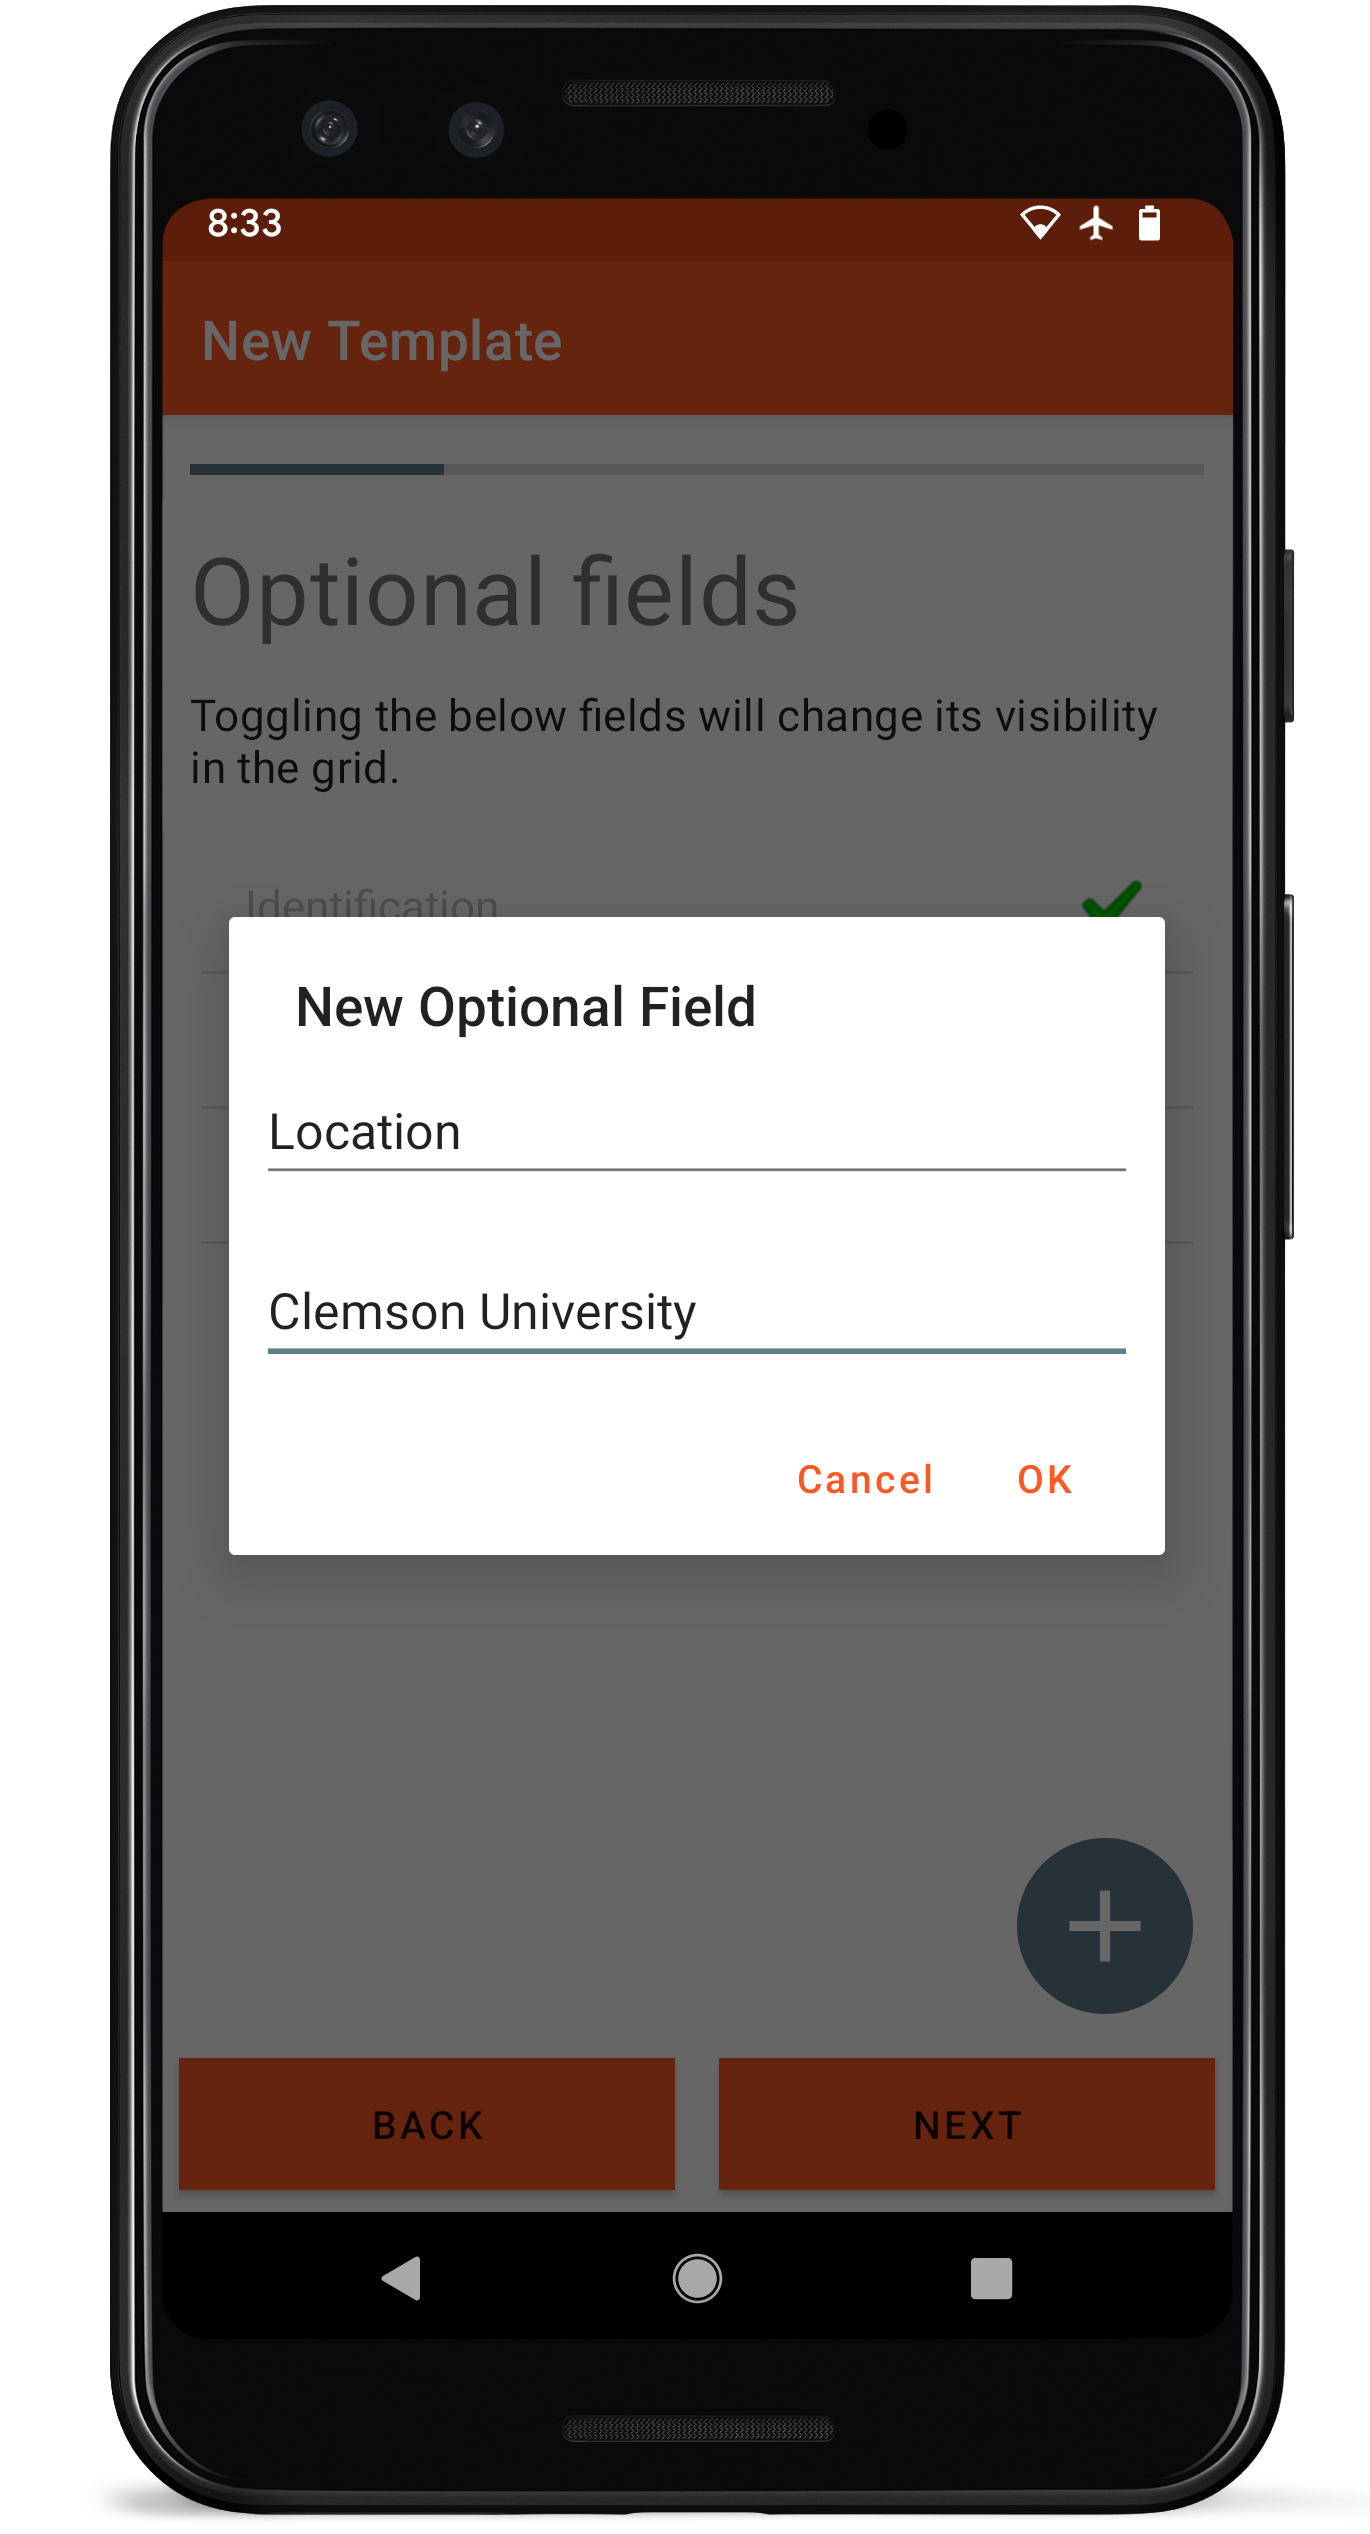 8:33
New Template
Optional fields
Toggling the below fields will change its visibility
in the grid.
Identification
New Optional Field
Location
Clemson University
Cancel OK
BACK NEXT